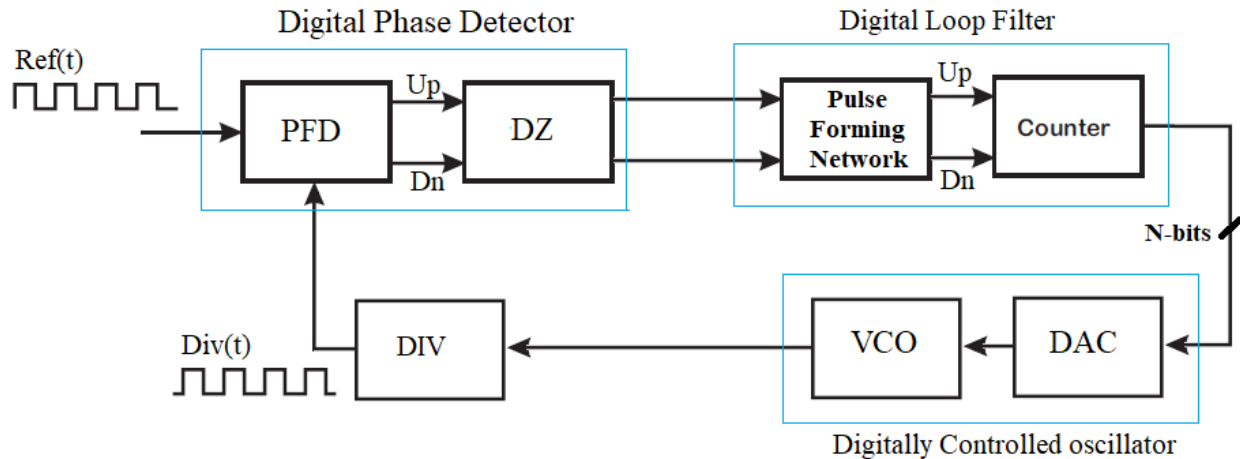 Digital Phase Detector
Digital Loop Filter
Ref(t)
Up
Up
PFD
DZ
Pulse
Forming
Network
Counter
Dn
Dn
N-bits
Div(t)
DIV
VCO
DAC
Digitally Controlled oscillator